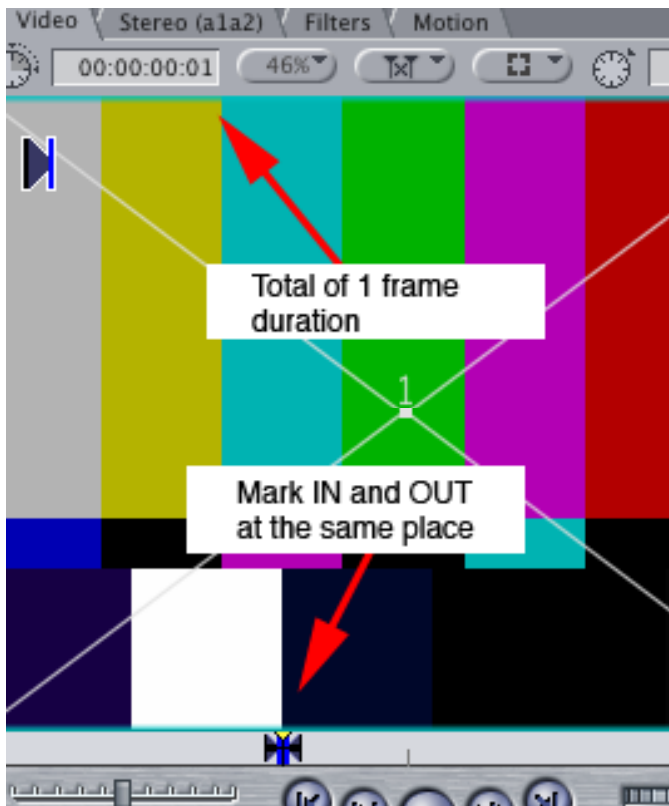 Video Stereo (a1a2) Filters Motion
00:00:00:01 46%
Total of 1 frame
duration
1
Mark IN and OUT
at the same place